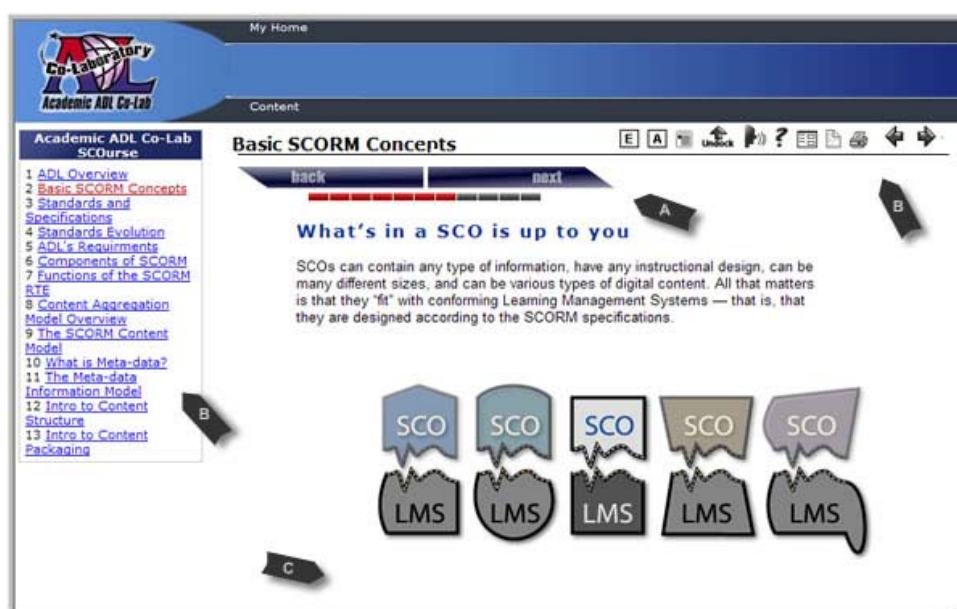 My Home
Co-Laboratory
ADL
Academic ADL Co-Lab
Content
Academic ADL Co-Lab
SCOurse
1 ADL Overview
2 Basic SCORM Concepts
3 Standards and
Specifications
4 Standards Evolution
5 ADL's Requirments
6 Components of SCORM
7 Functions of the SCORM
RTE
8 Content Aggregation
Model Overview
9 The SCORM Content
Model
10 What is Meta-data?
11 The Meta-data
Information Model
12 Intro to Content
Structure
13 Intro to Content
Packaging
B
Basic SCORM Concepts
E A Undock ?
back next
A
B
What's in a SCO is up to you
SCOs can contain any type of information, have any instructional design, can be
many different sizes, and can be various types of digital content. All that matters
is that they "fit" with conforming Learning Management Systems — that is, that
they are designed according to the SCORM specifications.
SCO SCO SCO SCO SCO
LMS LMS LMS LMS LMS
C